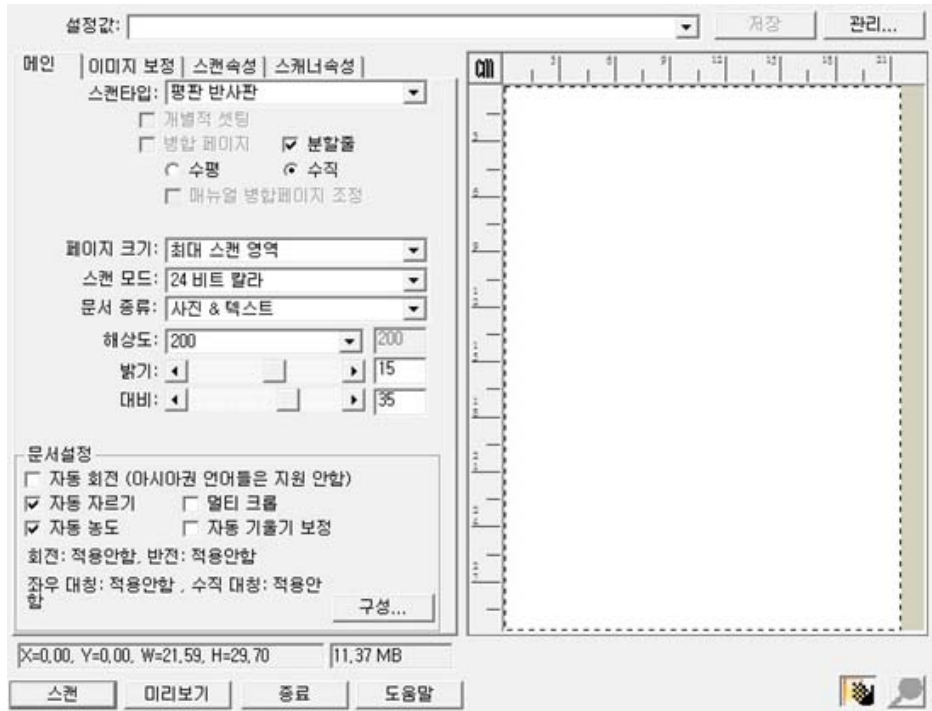 설정값:
저장
관리...
메인
이미지 보정
스캔속성
스캐너속성
cm
스캔타입: 평판 반사판
개별적 셋팅
병합 페이지
분할줄
수평
수직
매뉴얼 병합페이지 조정
페이지 크기: 최대 스캔 영역
스캔 모드: 24 비트 칼라
문서 종류: 사진 & 텍스트
해상도: 200
200
밝기: 15
대비: 35
문서설정
자동 회전 (아시아권 언어들은 지원 안함)
자동 자르기
멀티 크롭
자동 농도
자동 기울기 보정
회전: 적용안함, 반전: 적용안함
좌우 대칭: 적용안함 , 수직 대칭: 적용안
함
구성...
X=0,00, Y=0,00, W=21,59, H=29,70
11,37 MB
스캔
미리보기
종료
도움말